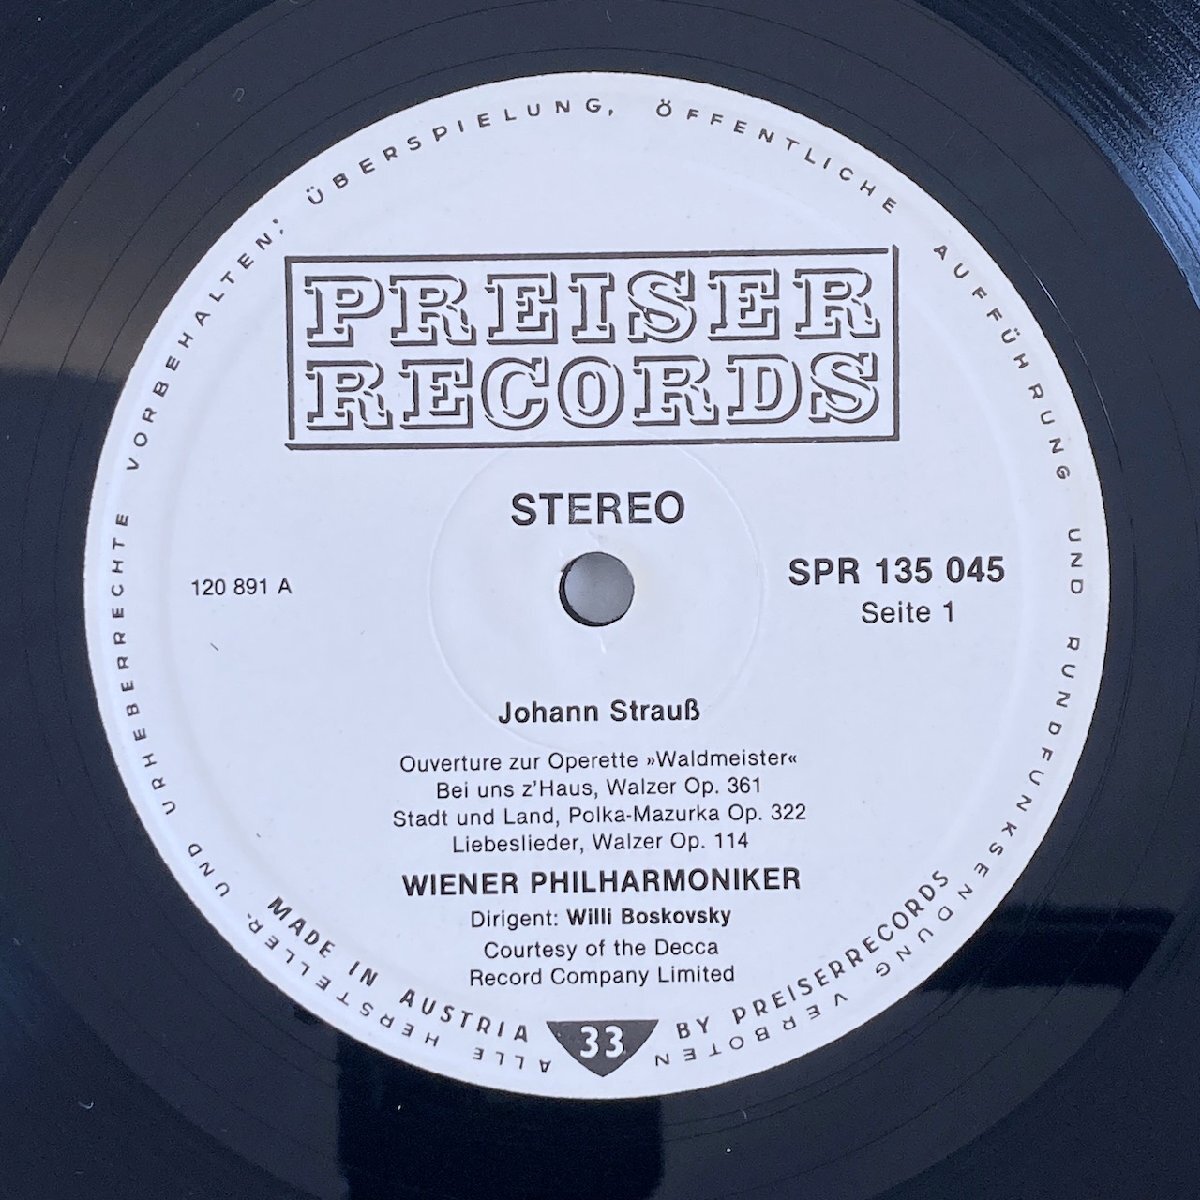 ALLE HERSTELLER- UND URHEBERRECHTE VORBEHALTEN; ÜBERSPIELUNG, ÖFFENTLICHE AUFFÜHRUNG UND RUNDFUNKSENDUNG VERBOTEN
PREISER
RECORDS
STEREO
120 891 A
SPR 135 045
Seite 1
Johann Strauß
Ouverture zur Operette »Waldmeister«
Bei uns z'Haus, Walzer Op. 361
Stadt und Land, Polka-Mazurka Op. 322
Liebeslieder, Walzer Op. 114
WIENER PHILHARMONIKER
Dirigent: Willi Boskovsky
Courtesy of the Decca
Record Company Limited
MADE IN AUSTRIA
33
BY PREISERRECORDS